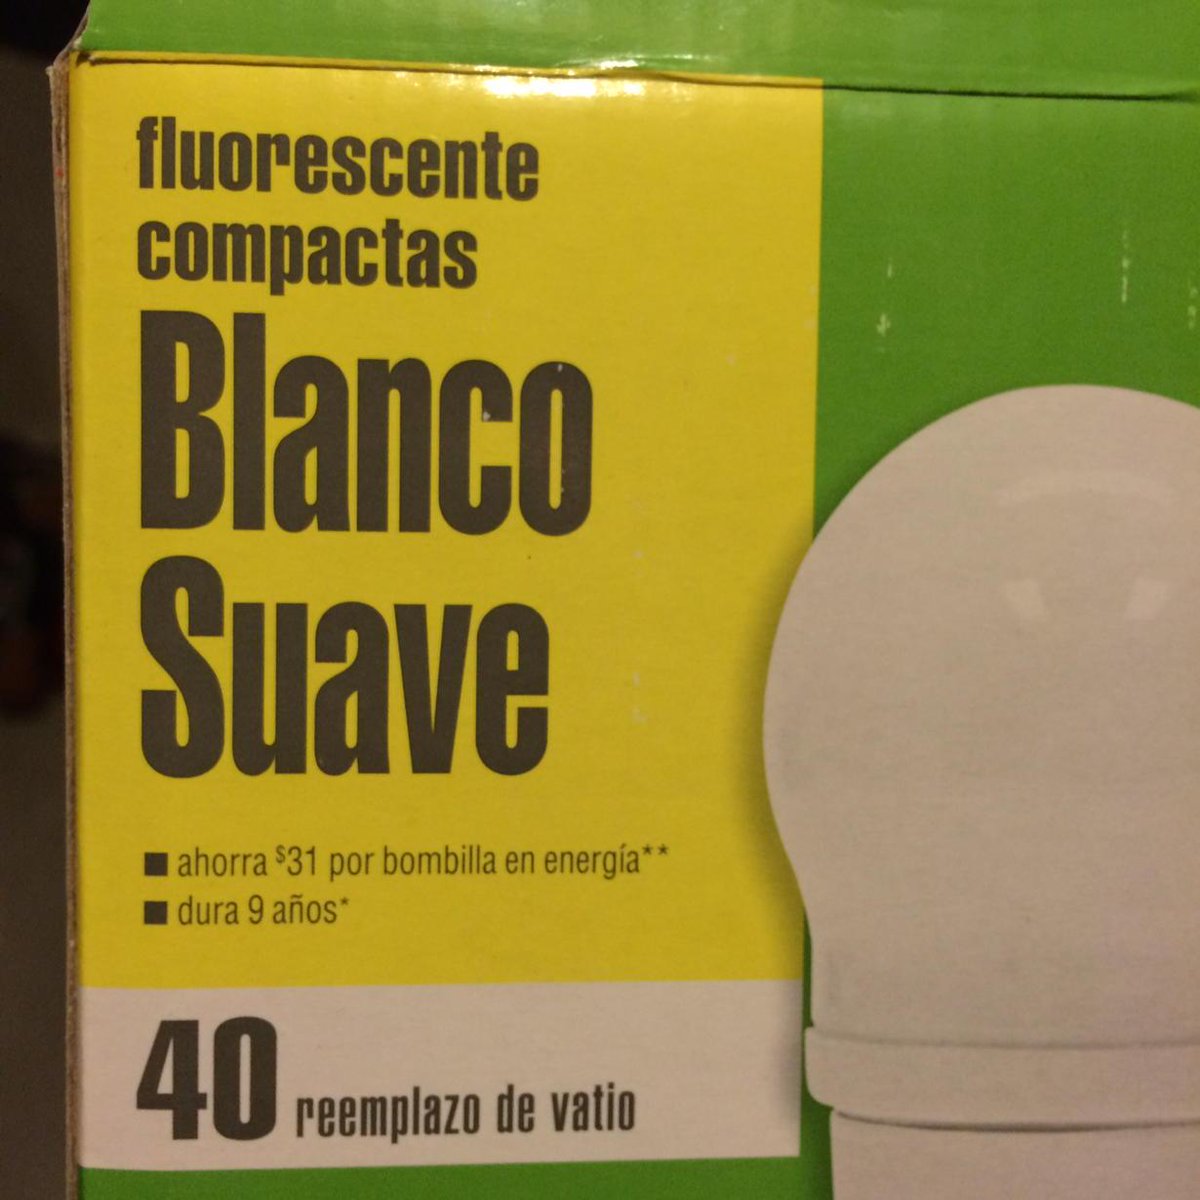 fluorescente
compactas
Blanco
Suave
■ ahorra $31 por bombilla en energía**
■ dura 9 años*
40 reemplazo de vatio